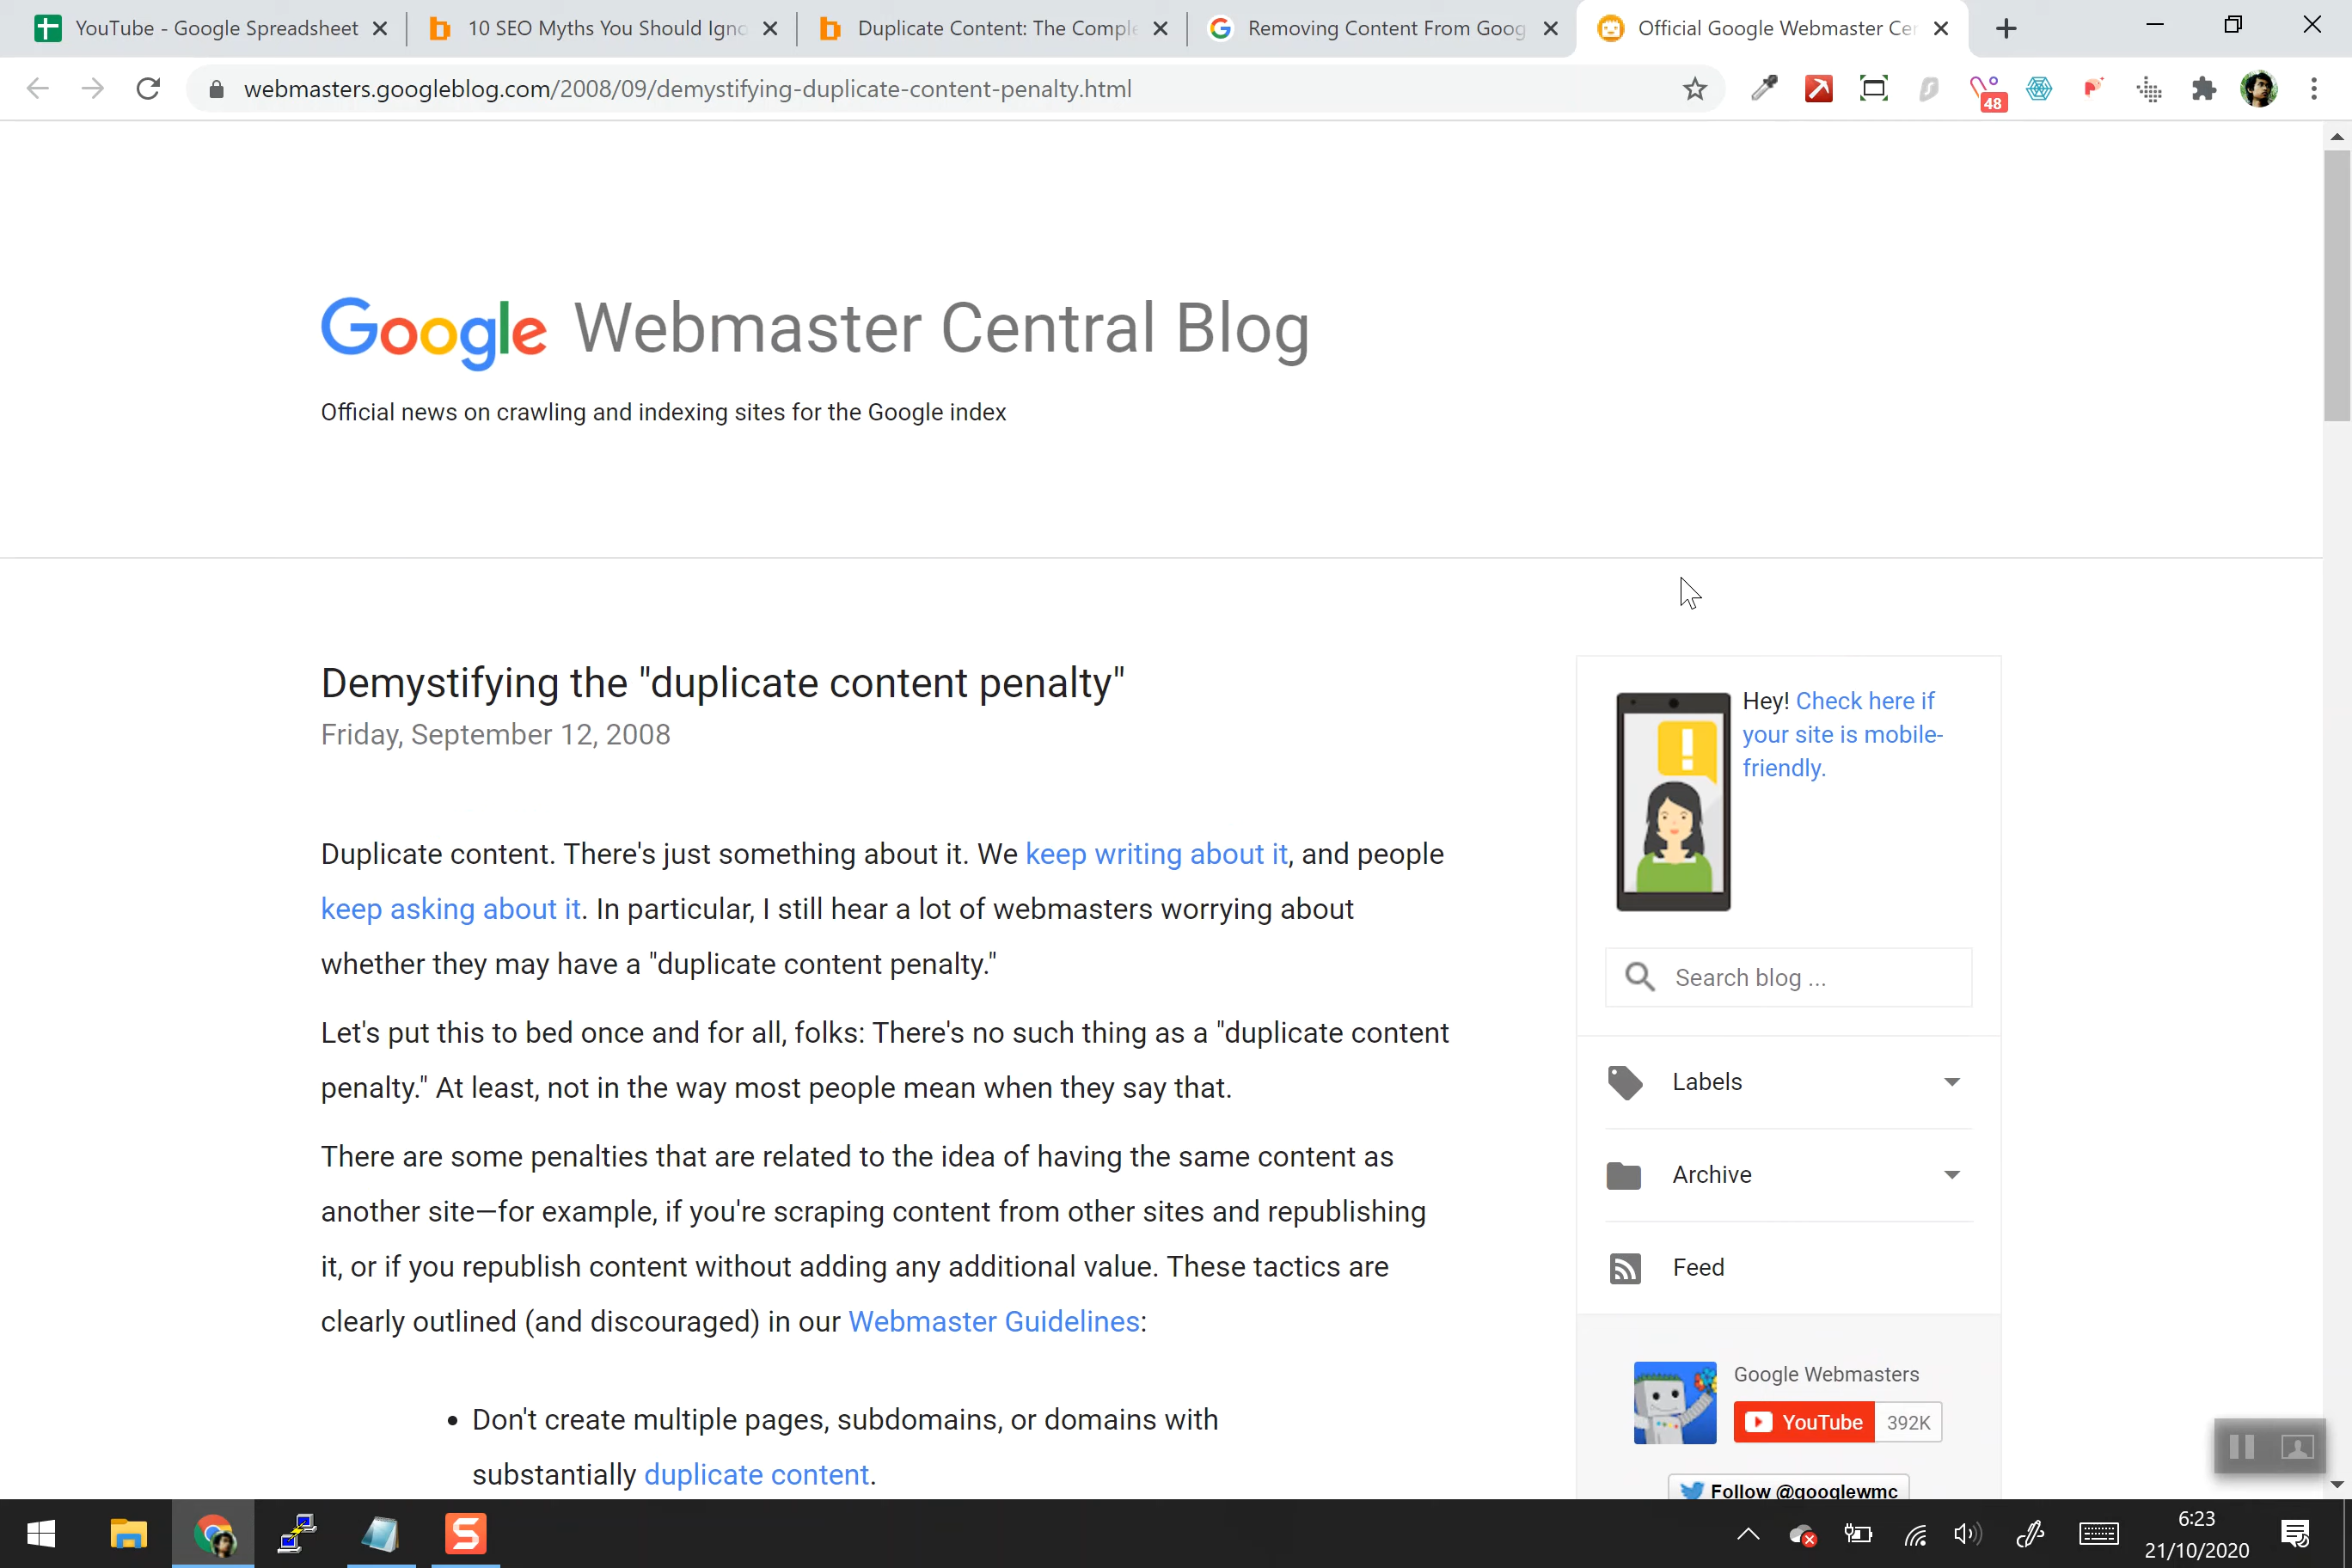 YouTube - Google Spreadsheet
10 SEO Myths You Should Igno
Duplicate Content: The Comple
Removing Content From Goog
Official Google Webmaster Cer
webmasters.googleblog.com/2008/09/demystifying-duplicate-content-penalty.html
48
Google Webmaster Central Blog
Official news on crawling and indexing sites for the Google index
Demystifying the "duplicate content penalty"
Friday, September 12, 2008
Duplicate content. There's just something about it. We keep writing about it, and people
keep asking about it. In particular, I still hear a lot of webmasters worrying about
whether they may have a "duplicate content penalty."
Let's put this to bed once and for all, folks: There's no such thing as a "duplicate content
penalty." At least, not in the way most people mean when they say that.
There are some penalties that are related to the idea of having the same content as
another site—for example, if you're scraping content from other sites and republishing
it, or if you republish content without adding any additional value. These tactics are
clearly outlined (and discouraged) in our Webmaster Guidelines:
• Don't create multiple pages, subdomains, or domains with
substantially duplicate content.
Hey! Check here if
your site is mobile-
friendly.
Search blog ...
Labels
Archive
Feed
Google Webmasters
YouTube 392K
Follow @googlewmc
6:23
21/10/2020